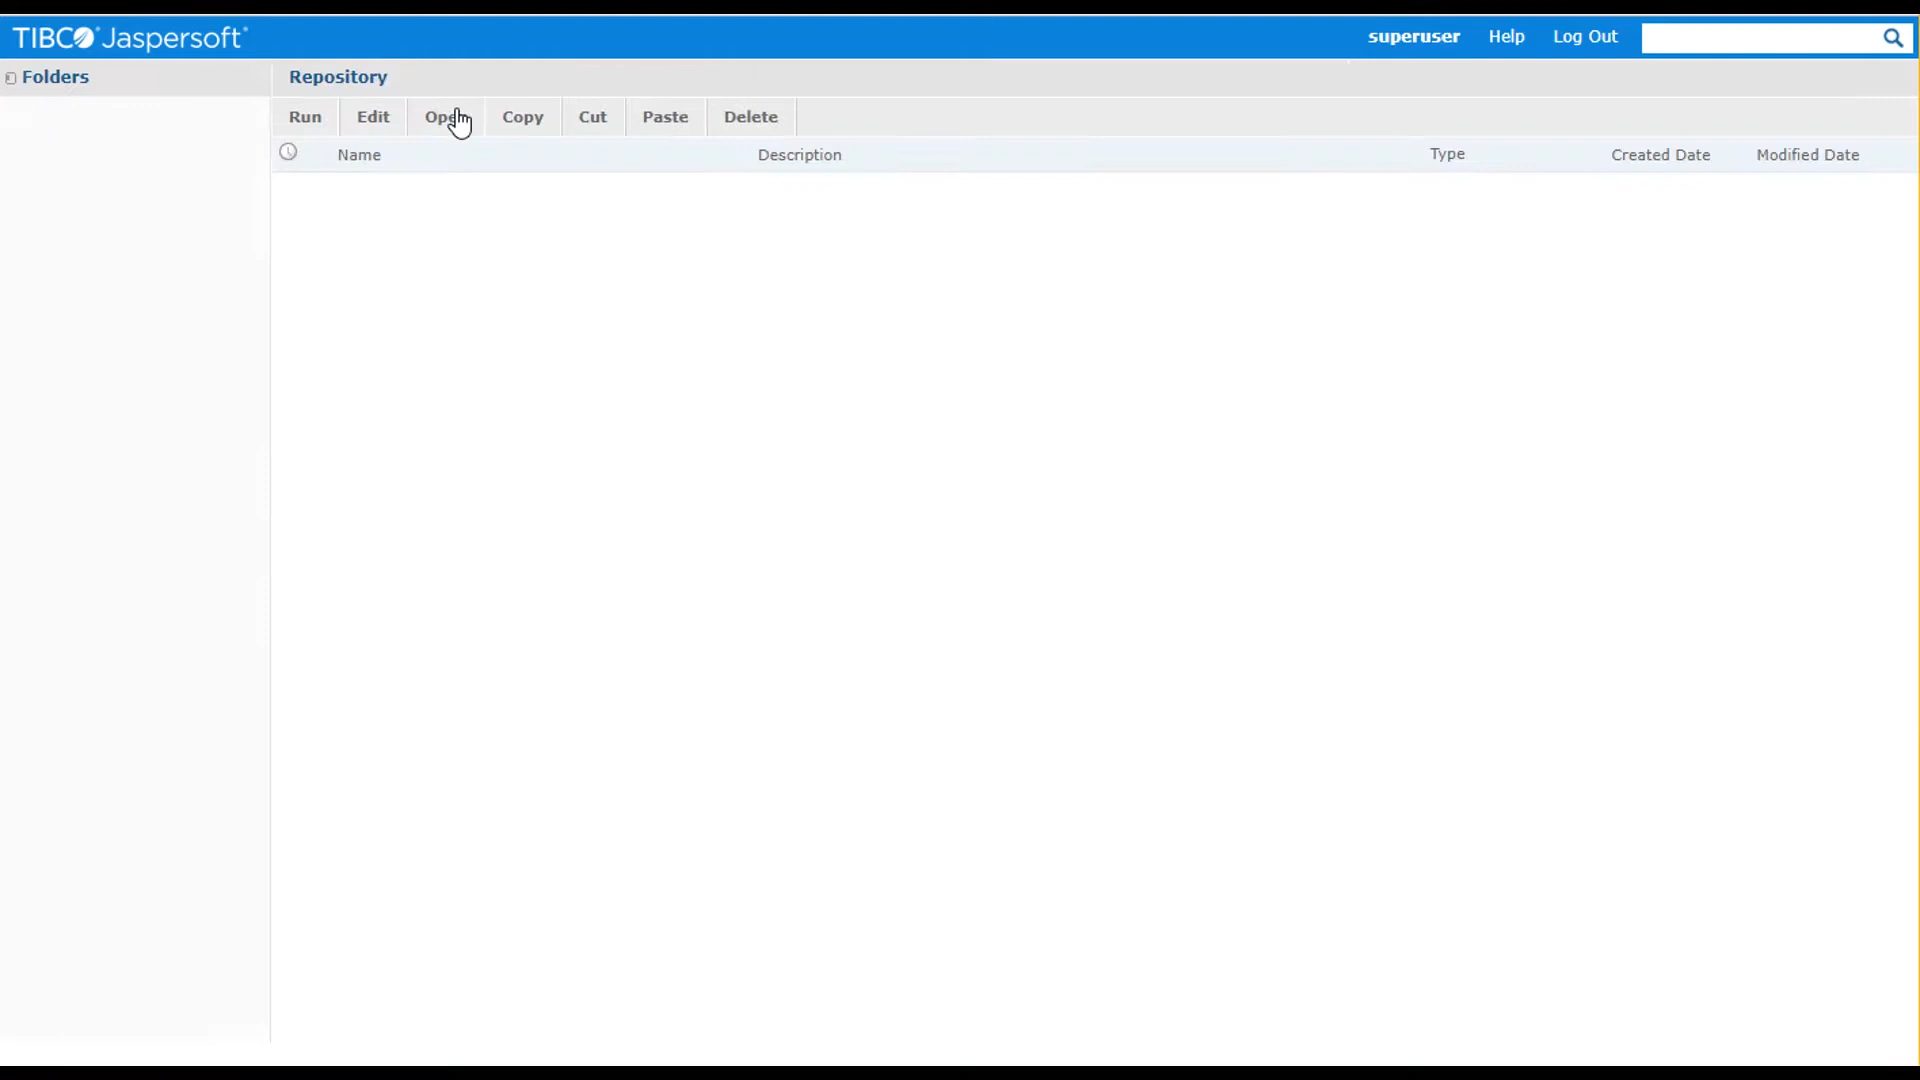 TIBCO Jaspersoft
superuser Help Log Out
Folders
Repository
Run Edit Open Copy Cut Paste Delete
Name Description Type Created Date Modified Date